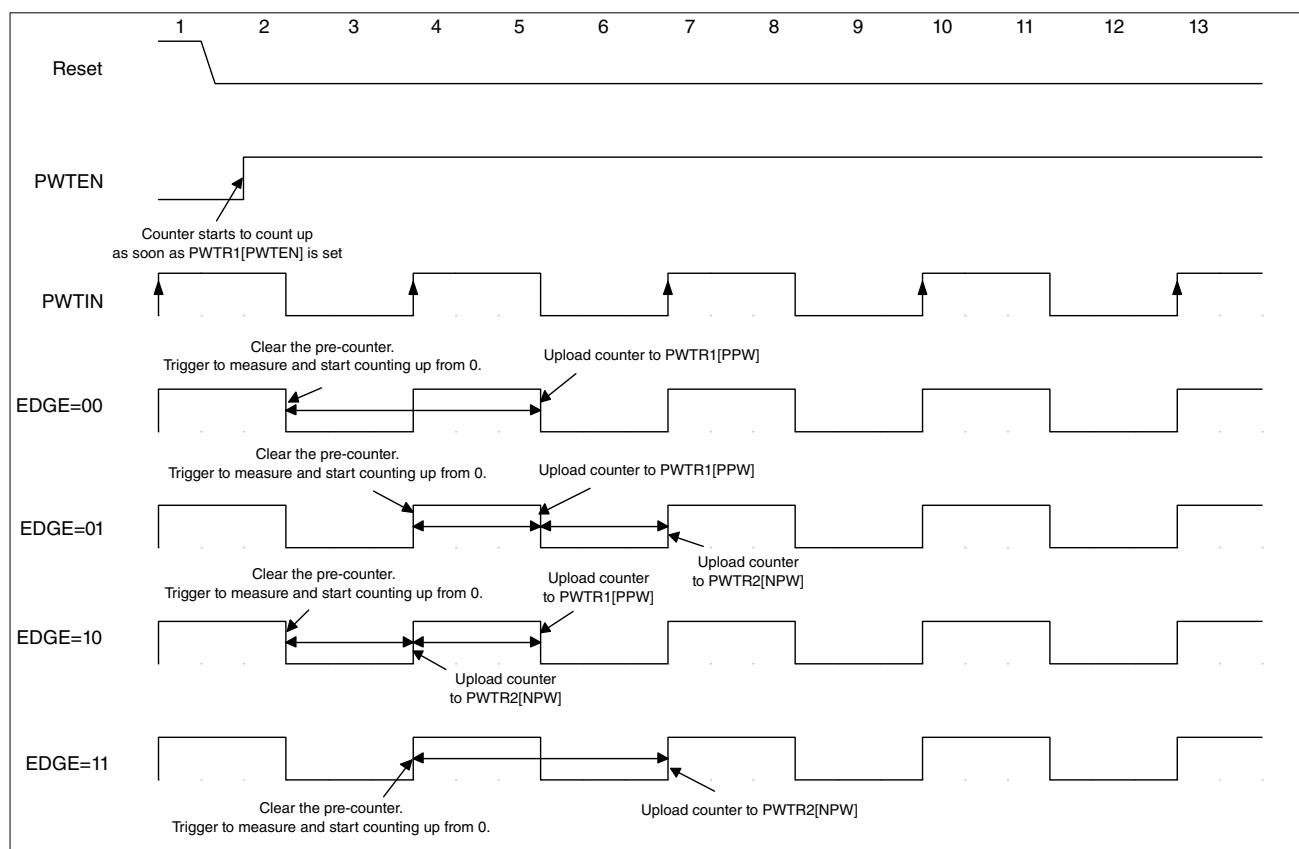 1 2 3 4 5 6 7 8 9 10 11 12 13
Reset
PWTEN
Counter starts to count up
as soon as PWTR1[PWTEN] is set
PWTIN
Clear the pre-counter.
Trigger to measure and start counting up from 0.
Upload counter to PWTR1[PPW]
EDGE=00
Clear the pre-counter.
Trigger to measure and start counting up from 0.
Upload counter to PWTR1[PPW]
EDGE=01
Upload counter
to PWTR2[NPW]
Clear the pre-counter.
Trigger to measure and start counting up from 0.
Upload counter
to PWTR1[PPW]
EDGE=10
Upload counter
to PWTR2[NPW]
EDGE=11
Clear the pre-counter.
Trigger to measure and start counting up from 0.
Upload counter to PWTR2[NPW]